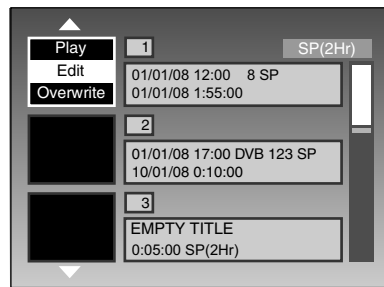 Play
Edit
Overwrite
1
SP(2Hr)
01/01/08 12:00 8 SP
01/01/08 1:55:00
2
01/01/08 17:00 DVB 123 SP
10/01/08 0:10:00
3
EMPTY TITLE
0:05:00 SP(2Hr)